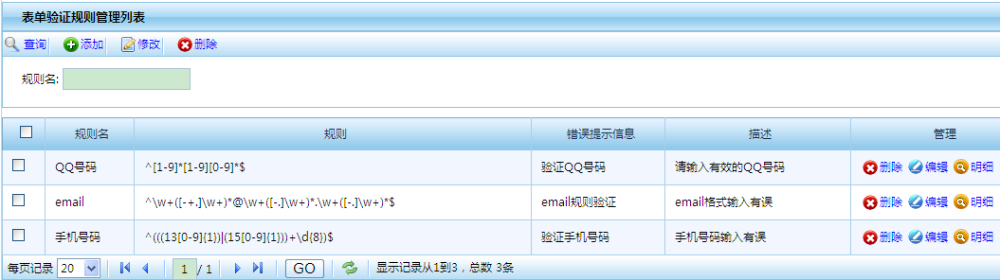 表单验证规则管理列表
查询 添加 修改 删除
规则名:
规则名 规则 错误提示信息 描述 管理
QQ号码 ^[1-9]*[1-9][0-9]*$ 验证QQ号码 请输入有效的QQ号码 删除 编辑 明细
email ^\w+([-+.]\w+)*@\w+([-.]\w+)*.\w+([-.]\w+)*$ email规则验证 email格式输入有误 删除 编辑 明细
手机号码 ^(((13[0-9]{1})|(15[0-9]{1}))+\d{8})$ 验证手机号码 手机号码输入有误 删除 编辑 明细
每页记录 20 1 / 1 GO 显示记录从1到3，总数 3条